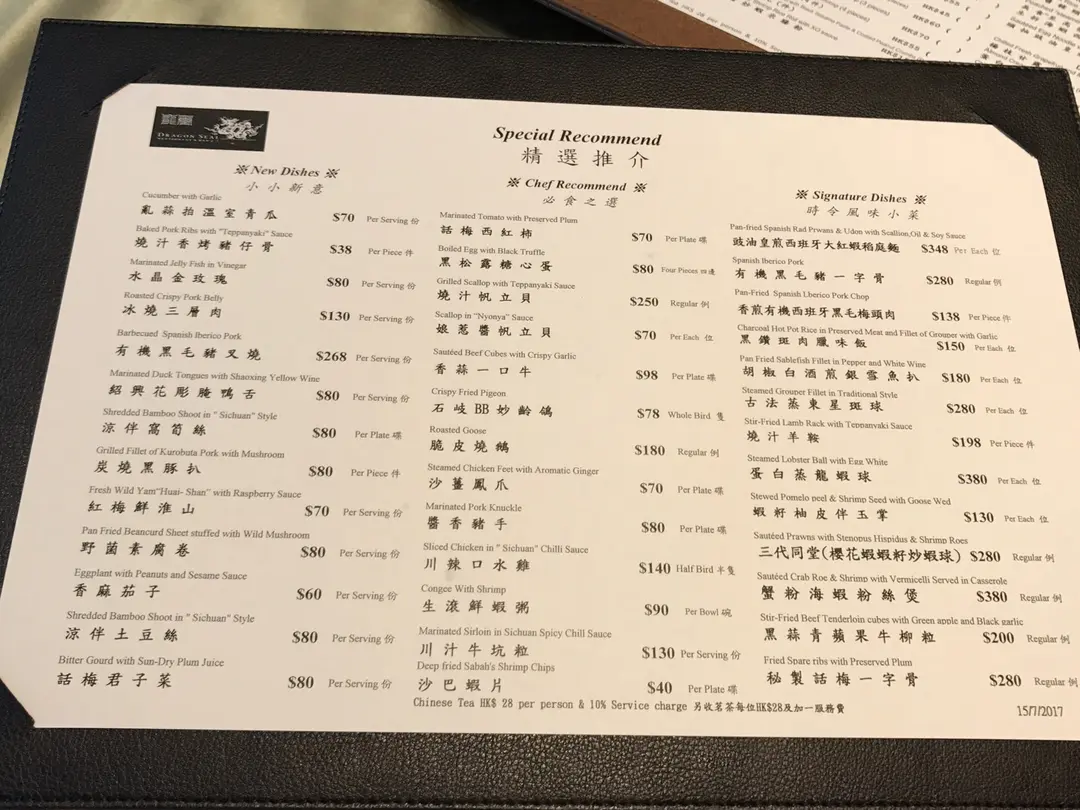 DRAGON SEAL
Special Recommend
精選推介
※ New Dishes ※
小小新意
Cucumber with Garlic
亂蒜拍溫室青瓜 $70 Per Serving 份
Baked Pork Ribs with "Teppanyaki" Sauce
燒汁香烤豬仔骨 $38 Per Piece 件
Marinated Jelly Fish in Vinegar
水晶金玫瑰 $80 Per Serving 份
Roasted Crispy Pork Belly
冰燒三層肉 $130 Per Serving 份
Barbecued Spanish Iberico Pork
有機黑毛豬叉燒 $268 Per Serving 份
Marinated Duck Tongues with Shaoxing Yellow Wine
紹興花彫腌鴨舌 $80 Per Serving 份
Shredded Bamboo Shoot in " Sichuan" Style
涼伴窩筍絲 $80 Per Plate 碟
Grilled Fillet of Kurobuta Pork with Mushroom
炭燒黑豚扒 $80 Per Piece 件
Fresh Wild Yam"Huai- Shan" with Raspberry Sauce
紅梅鮮淮山 $70 Per Serving 份
Pan Fried Beancurd Sheet stuffed with Wild Mushroom
野菌素腐卷 $80 Per Serving 份
Eggplant with Peanuts and Sesame Sauce
香麻茄子 $60 Per Serving 份
Shredded Bamboo Shoot in " Sichuan" Style
涼伴土豆絲 $80 Per Serving 份
Bitter Gourd with Sun-Dry Plum Juice
話梅君子菜 $80 Per Serving 份
※ Chef Recommend ※
必食之選
Marinated Tomato with Preserved Plum
話梅西紅柿 $70 Per Plate 碟
Boiled Egg with Black Truffle
黑松露糖心蛋 $80 Four Pieces 四邊
Grilled Scallop with Teppanyaki Sauce
燒汁帆立貝 $250 Regular 例
Scallop in "Nyonya" Sauce
娘惹醬帆立貝 $70 Per Each 位
Sautéed Beef Cubes with Crispy Garlic
香蒜一口牛 $98 Per Plate 碟
Crispy Fried Pigeon
石岐BB妙齡鴿 $78 Whole Bird 隻
Roasted Goose
脆皮燒鵝 $180 Regular 例
Steamed Chicken Feet with Aromatic Ginger
沙薑鳳爪 $70 Per Plate 碟
Marinated Pork Knuckle
醬香豬手 $80 Per Plate 碟
Sliced Chicken in " Sichuan" Chilli Sauce
川辣口水雞 $140 Half Bird 半隻
Congee With Shrimp
生滾鮮蝦粥 $90 Per Bowl 碗
Marinated Sirloin in Sichuan Spicy Chill Sauce
川汁牛坑粒 $130 Per Serving 份
Deep fried Sabah's Shrimp Chips
沙巴蝦片 $40 Per Plate 碟
※ Signature Dishes ※
時令風味小菜
Pan-fried Spanish Rad Prwans & Udon with Scallion,Oil & Soy Sauce
豉油皇煎西班牙大紅蝦稻庭麵 $348 Per Each 位
Spanish Iberico Pork
有機黑毛豬一字骨 $280 Regular 例
Pan-Fried Spanish Lberico Pork Chop
香煎有機西班牙黑毛梅頭肉 $138 Per Piece 件
Charcoal Hot Pot Rice in Preserved Meat and Fillet of Grouper with Garlic
黑鑽斑肉臘味飯 $150 Per Each 位
Pan Fried Sablefish Fillet in Pepper and White Wine
胡椒白酒煎銀雪魚扒 $180 Per Each 位
Steamed Grouper Fillet in Traditional Style
古法蒸東星斑球 $280 Per Each 位
Stir-Fried Lamb Rack with Teppanyaki Sauce
燒汁羊鞍 $198 Per Piece 件
Steamed Lobster Ball with Egg White
蛋白蒸龍蝦球 $380 Per Each 位
Stewed Pomelo peel & Shrimp Seed with Goose Wed
蝦籽柚皮伴玉掌 $130 Per Each 位
Sautéed Prawns with Stenopus Hispidus & Shrimp Roes
三代同堂(櫻花蝦蝦籽炒蝦球) $280 Regular 例
Sautéed Crab Roe & Shrimp with Vermicelli Served in Casserole
蟹粉海蝦粉絲煲 $380 Regular 例
Stir-Fried Beef Tenderloin cubes with Green apple and Black garlic
黑蒜青蘋果牛柳粒 $200 Regular 例
Fried Spare ribs with Preserved Plum
秘製話梅一字骨 $280 Regular 例
Chinese Tea HK$ 28 per person & 10% Service charge 另收茗茶每位HK$28及加一服務費
15/7/2017